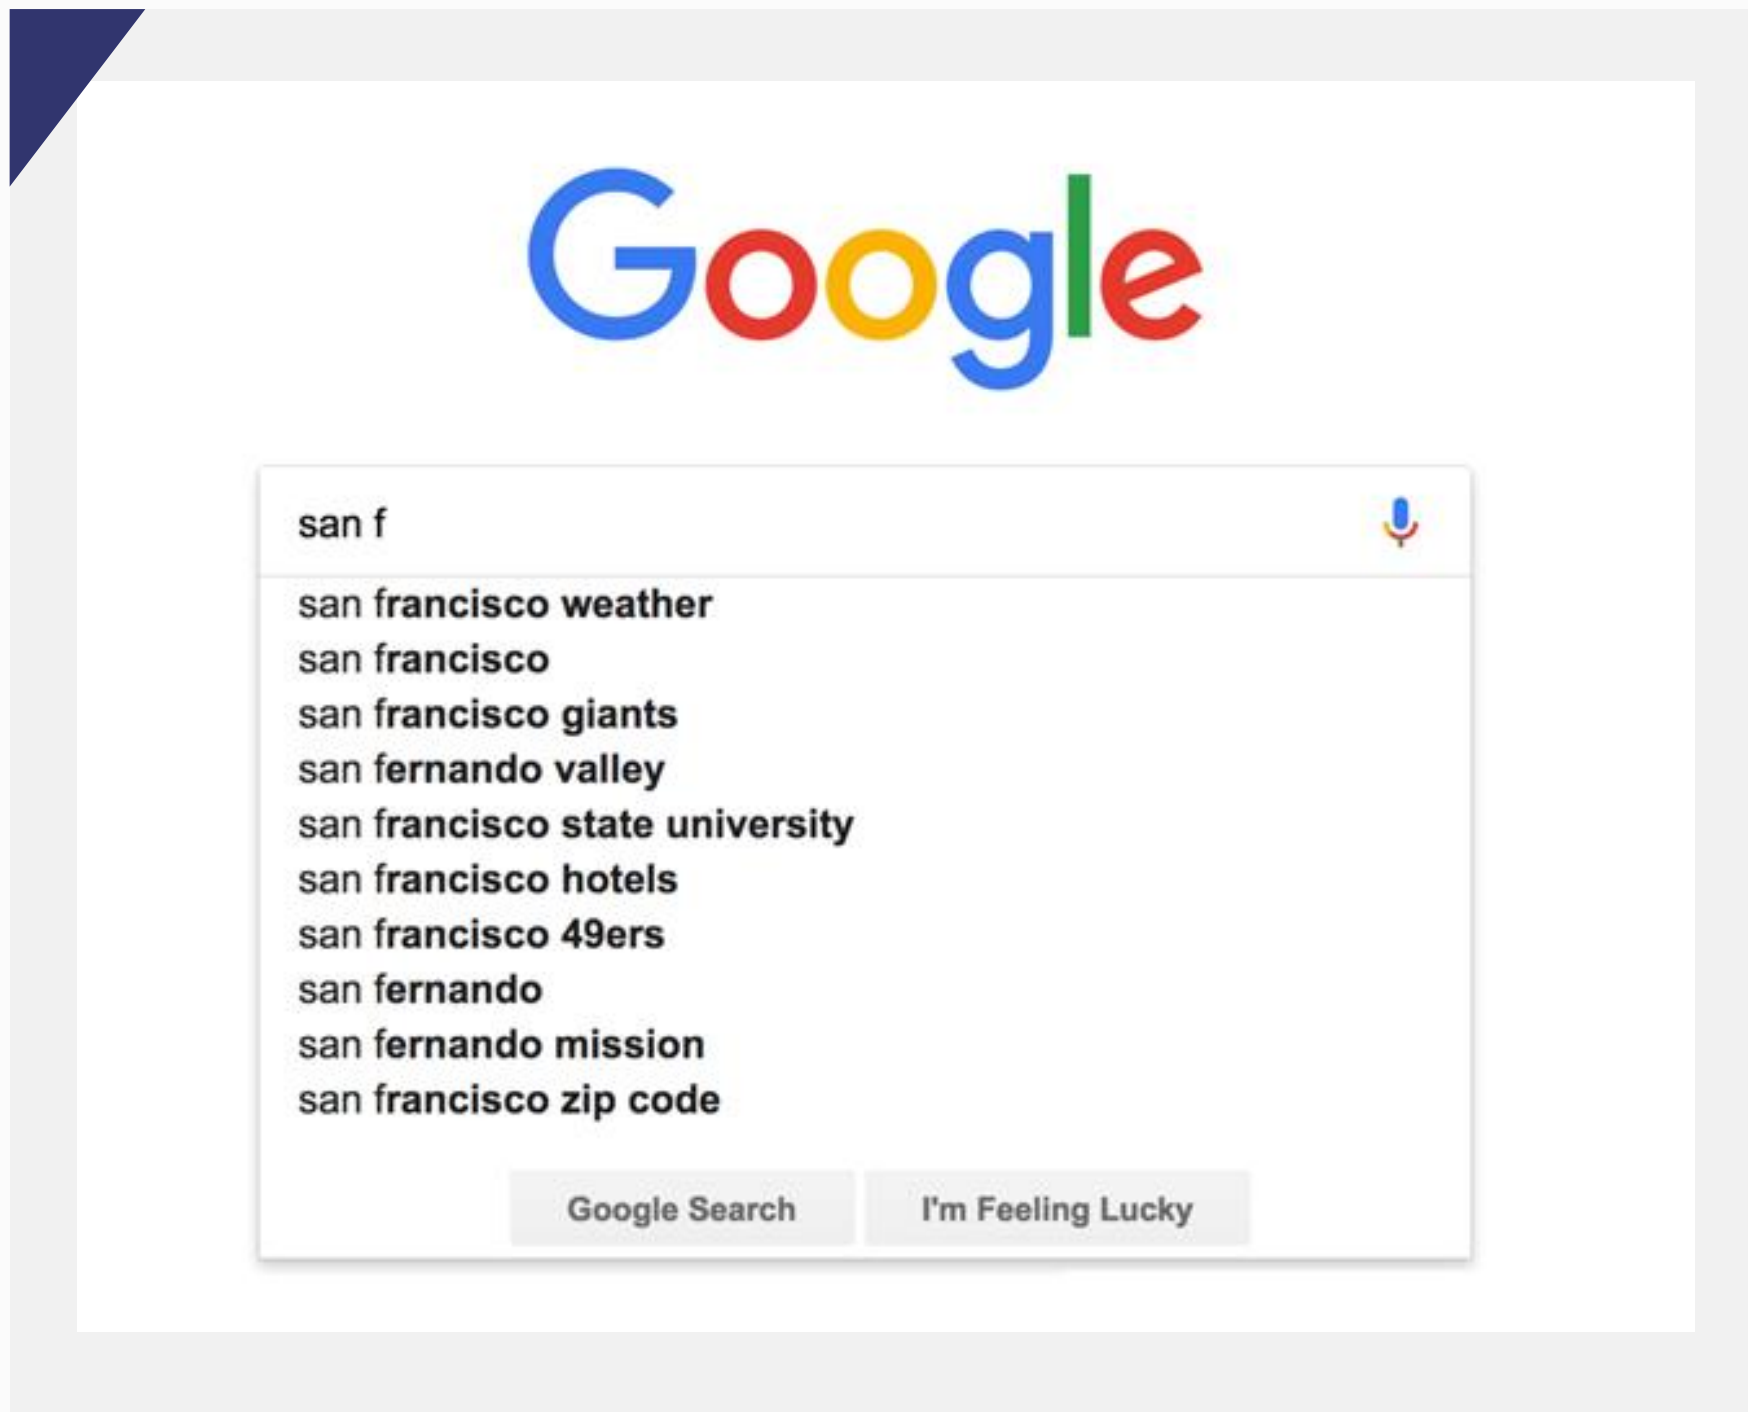 Google
san f
san francisco weather
san francisco
san francisco giants
san fernando valley
san francisco state university
san francisco hotels
san francisco 49ers
san fernando
san fernando mission
san francisco zip code
Google Search
I'm Feeling Lucky